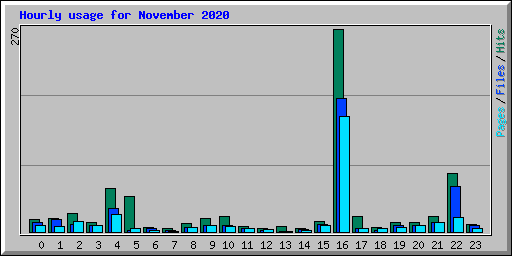 Hourly usage for November 2020
270
Pages/Files/Hits
0 1 2 3 4 5 6 7 8 9 10 11 12 13 14 15 16 17 18 19 20 21 22 23